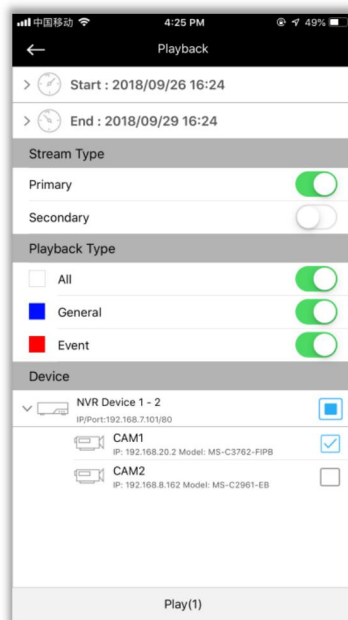 中国移动 4:25 PM 49%
Playback
Start : 2018/09/26 16:24
End : 2018/09/29 16:24
Stream Type
Primary
Secondary
Playback Type
All
General
Event
Device
NVR Device 1 - 2
IP/Port:192.168.7.101/80
CAM1
IP: 192.168.20.2 Model: MS-C3762-FIPB
CAM2
IP: 192.168.8.162 Model: MS-C2961-EB
Play(1)